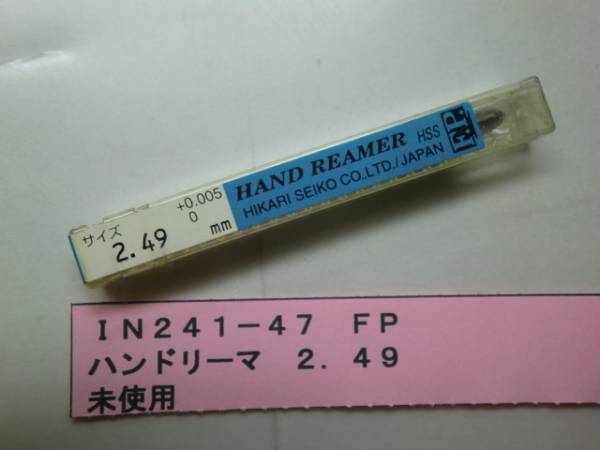 サイズ
2.49
+0.005
0
mm
HAND REAMER HSS
HIKARI SEIKO CO.,LTD./JAPAN
FP
IN241-47 FP
ハンドリーマ 2.49
未使用